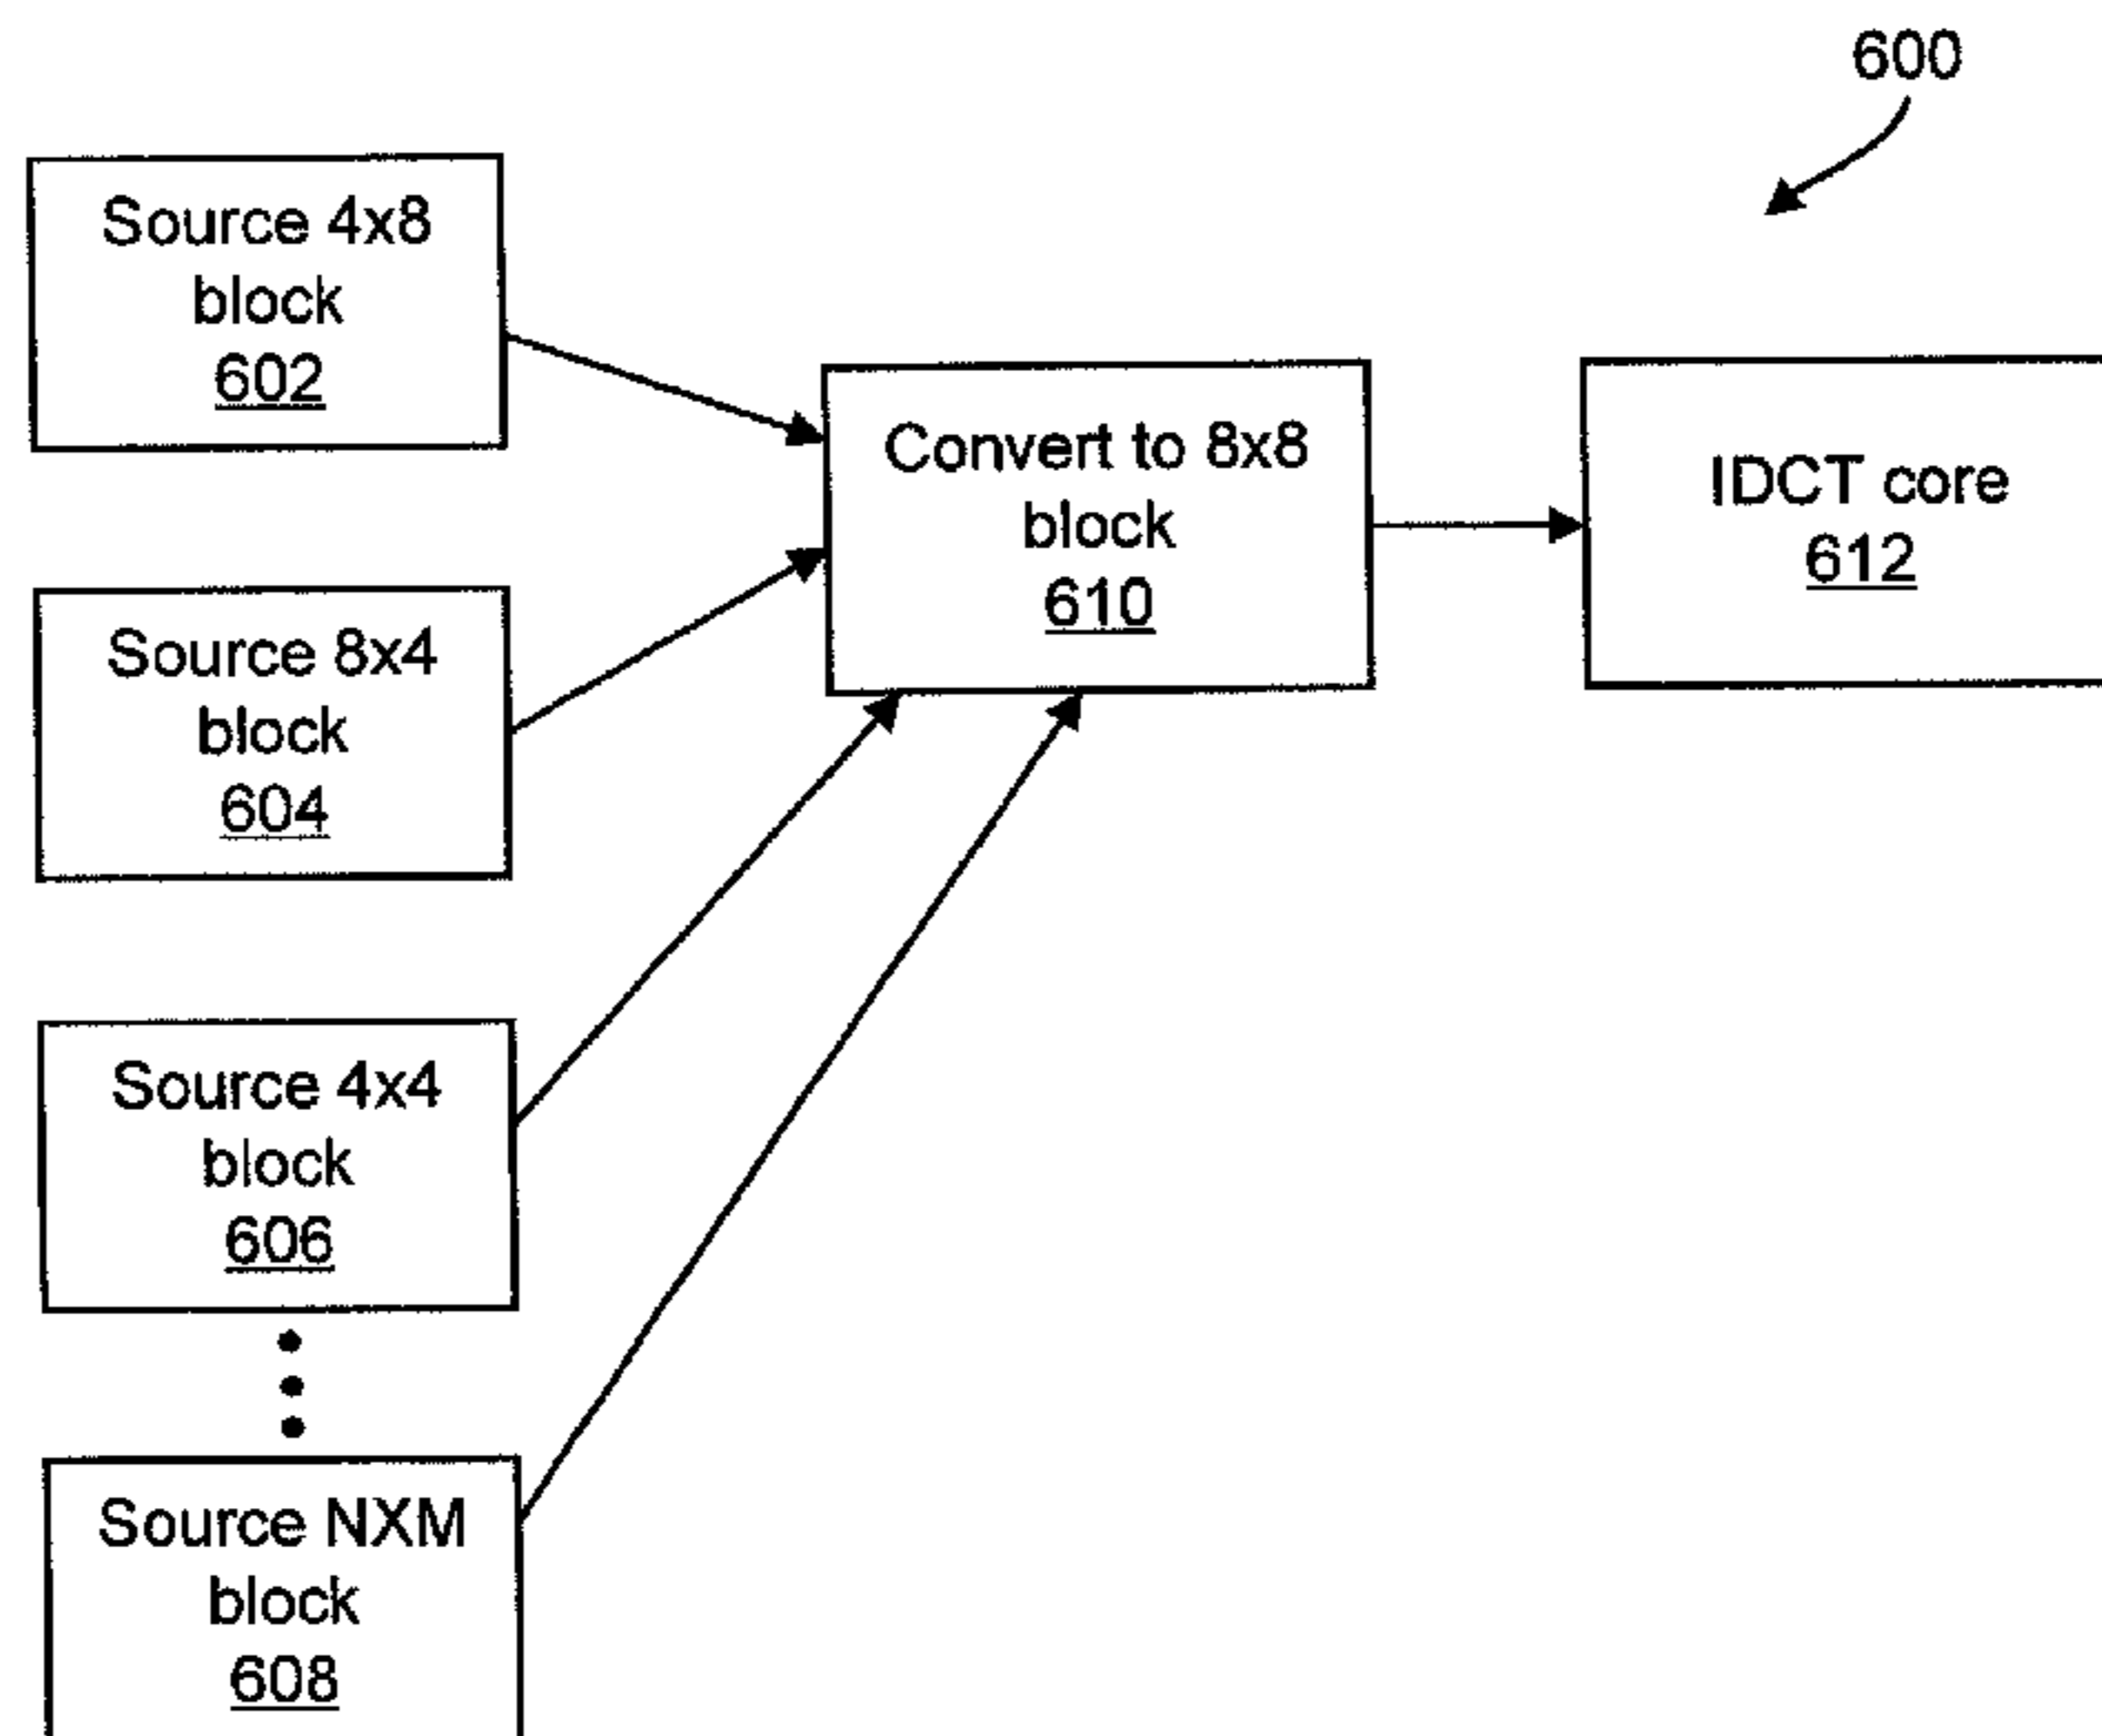 600
Source 4x8
block
602
Convert to 8x8
block
610
IDCT core
612
Source 8x4
block
604
Source 4x4
block
606
Source NXM
block
608